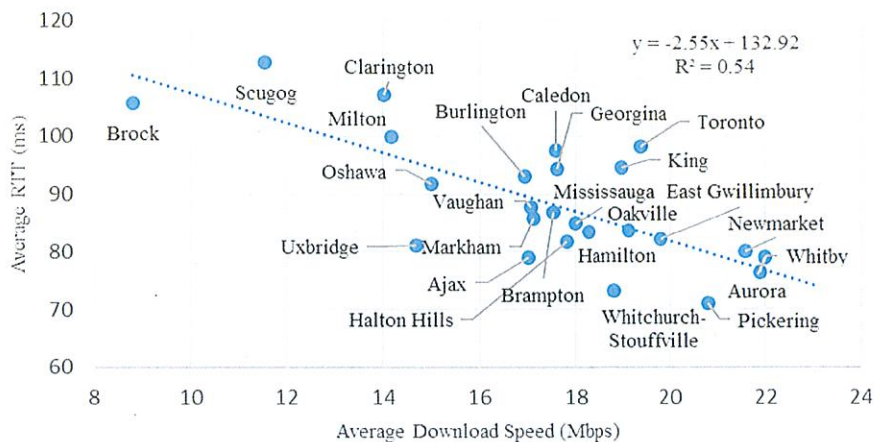 120
y = -2.55x + 132.92
R² = 0.54
110
Clarington
Caledon
Scugog
Burlington
Georgina
Toronto
Milton
100
Brock
King
Oshawa
90
Mississauga
East Gwillimbury
Vaughan
Oakville
Newmarket
80
Uxbridge
Markham
Hamilton
Whitby
Ajax
Brampton
Aurora
70
Halton Hills
Whitchurch-
Stouffville
Pickering
60
8 10 12 14 16 18 20 22 24
Average RTT (ms)
Average Download Speed (Mbps)